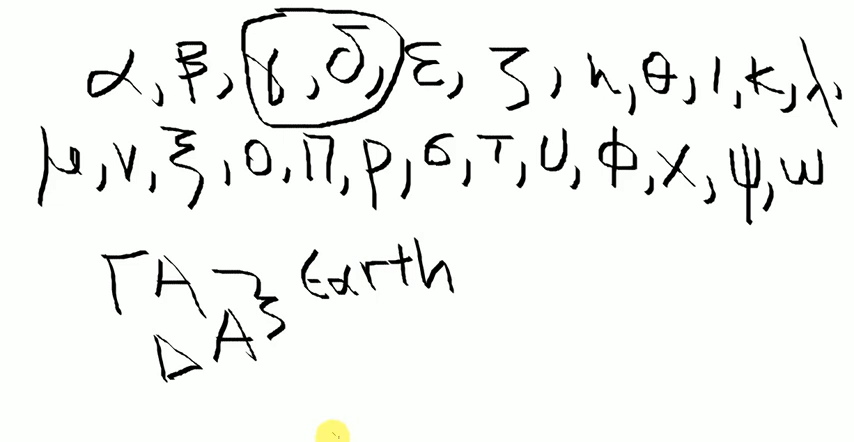 α, β, γ, δ, ε, ζ, η, θ, ι, κ, λ,
μ, ν, ξ, ο, π, ρ, σ, τ, υ, φ, χ, ψ, ω
ΓΑ } Earth
ΔΑ